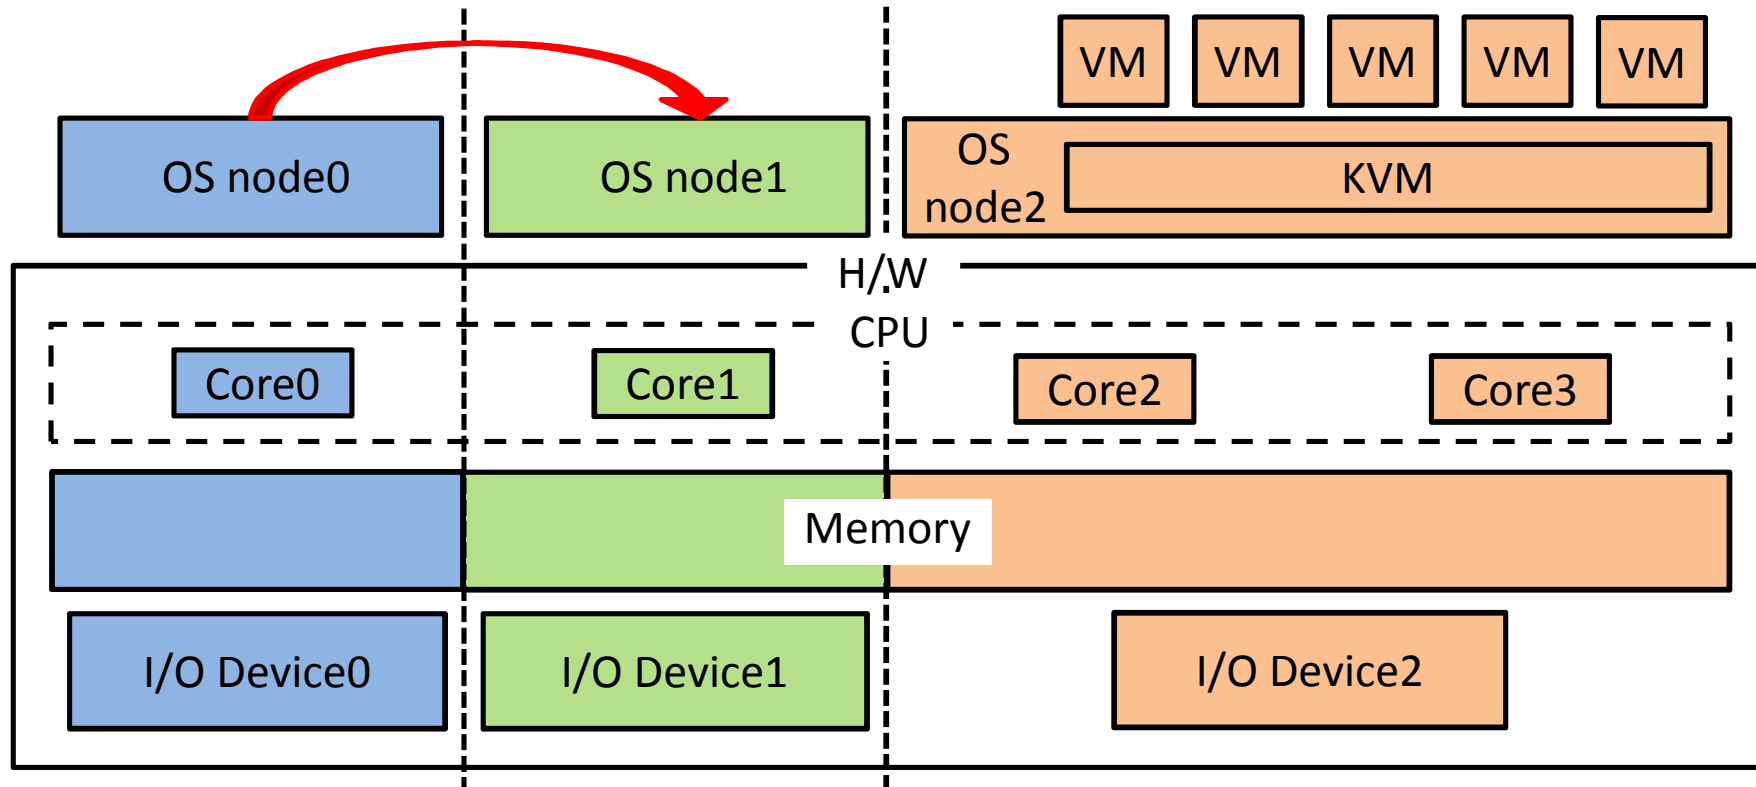 VM
VM
VM
VM
VM
OS node0
OS node1
OS
node2
KVM
H/W
CPU
Core0
Core1
Core2
Core3
Memory
I/O Device0
I/O Device1
I/O Device2